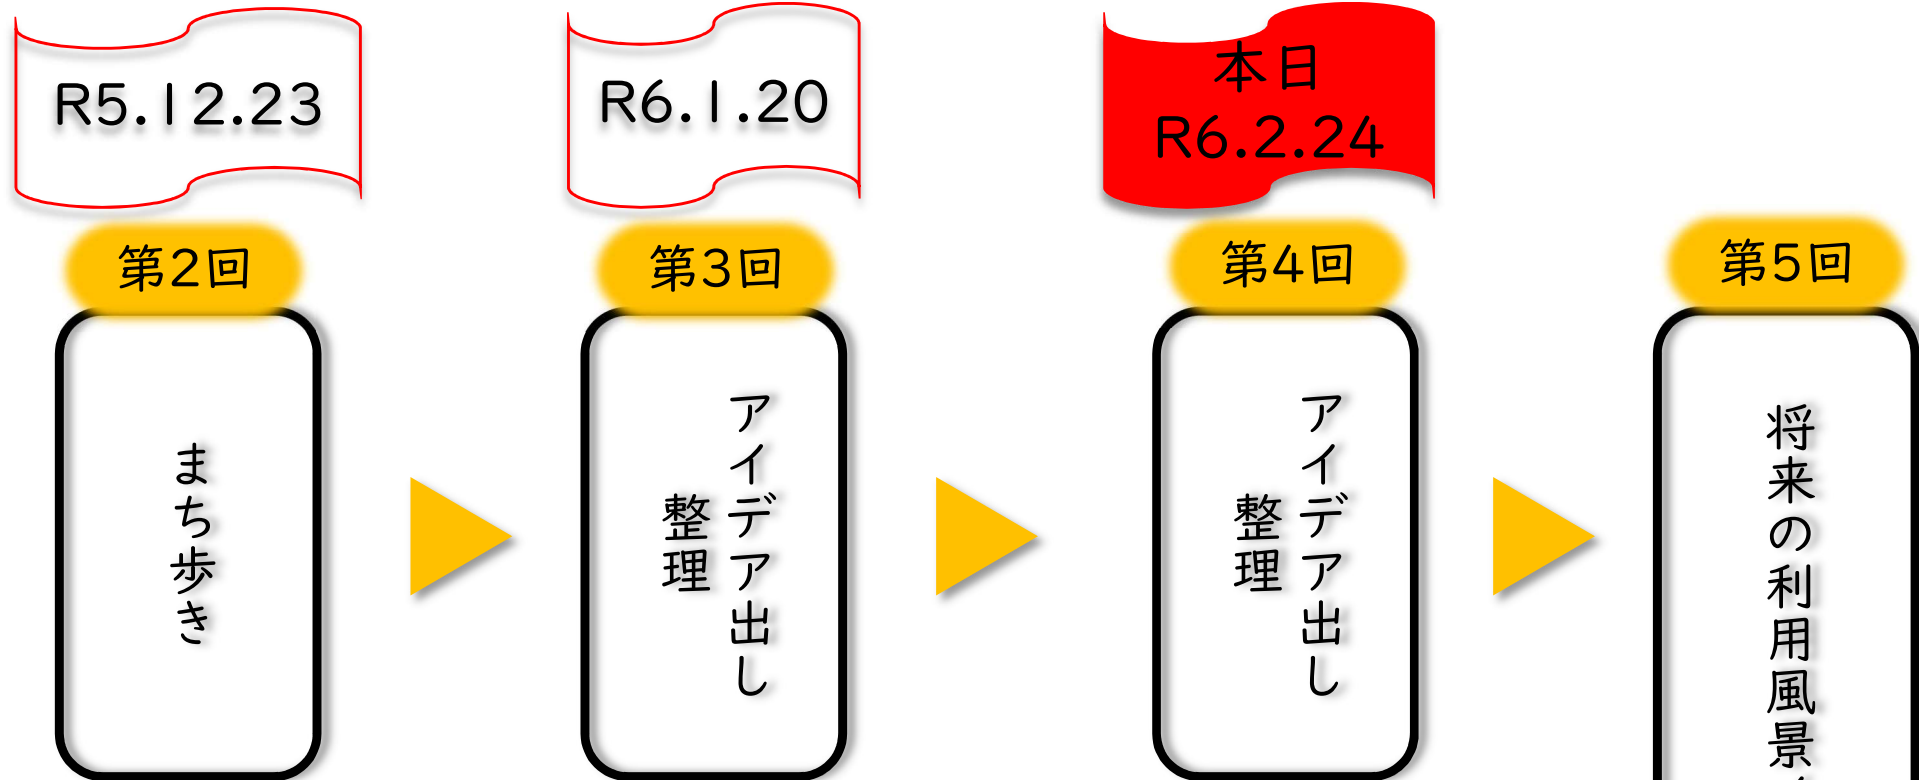 R5.12.23
第2回
まち歩き
R6.1.20
第3回
アイデア出し
整理
本日
R6.2.24
第4回
アイデア出し
整理
第5回
将来の利用風景